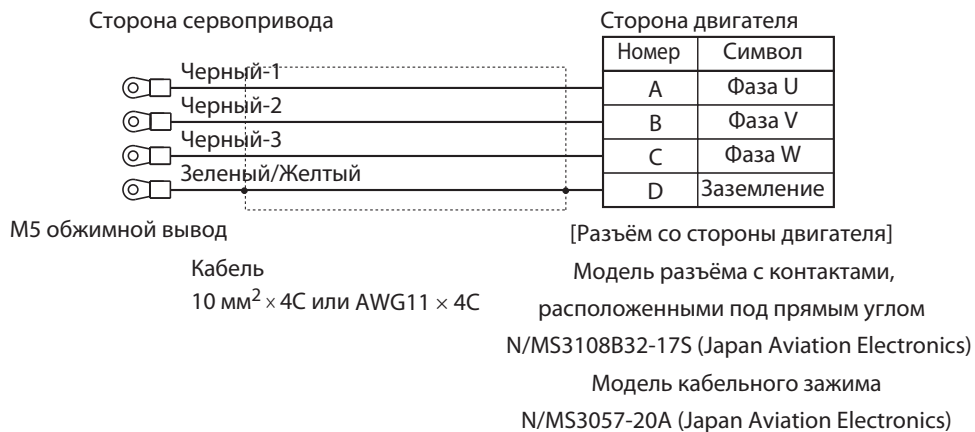 Сторона сервопривода
Сторона двигателя
Номер Символ
Черный-1
A Фаза U
Черный-2
B Фаза V
Черный-3
C Фаза W
Зеленый/Желтый
D Заземление
M5 обжимной вывод
[Разъём со стороны двигателя]
Кабель
Модель разъёма с контактами,
10 мм² × 4C или AWG11 × 4C
расположенными под прямым углом
N/MS3108B32-17S (Japan Aviation Electronics)
Модель кабельного зажима
N/MS3057-20A (Japan Aviation Electronics)